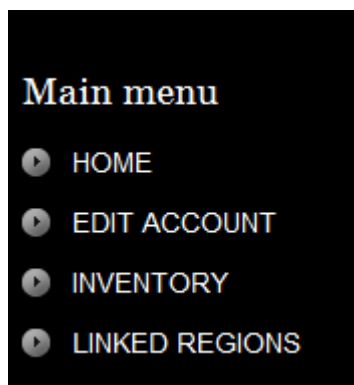 Main menu
HOME
EDIT ACCOUNT
INVENTORY
LINKED REGIONS